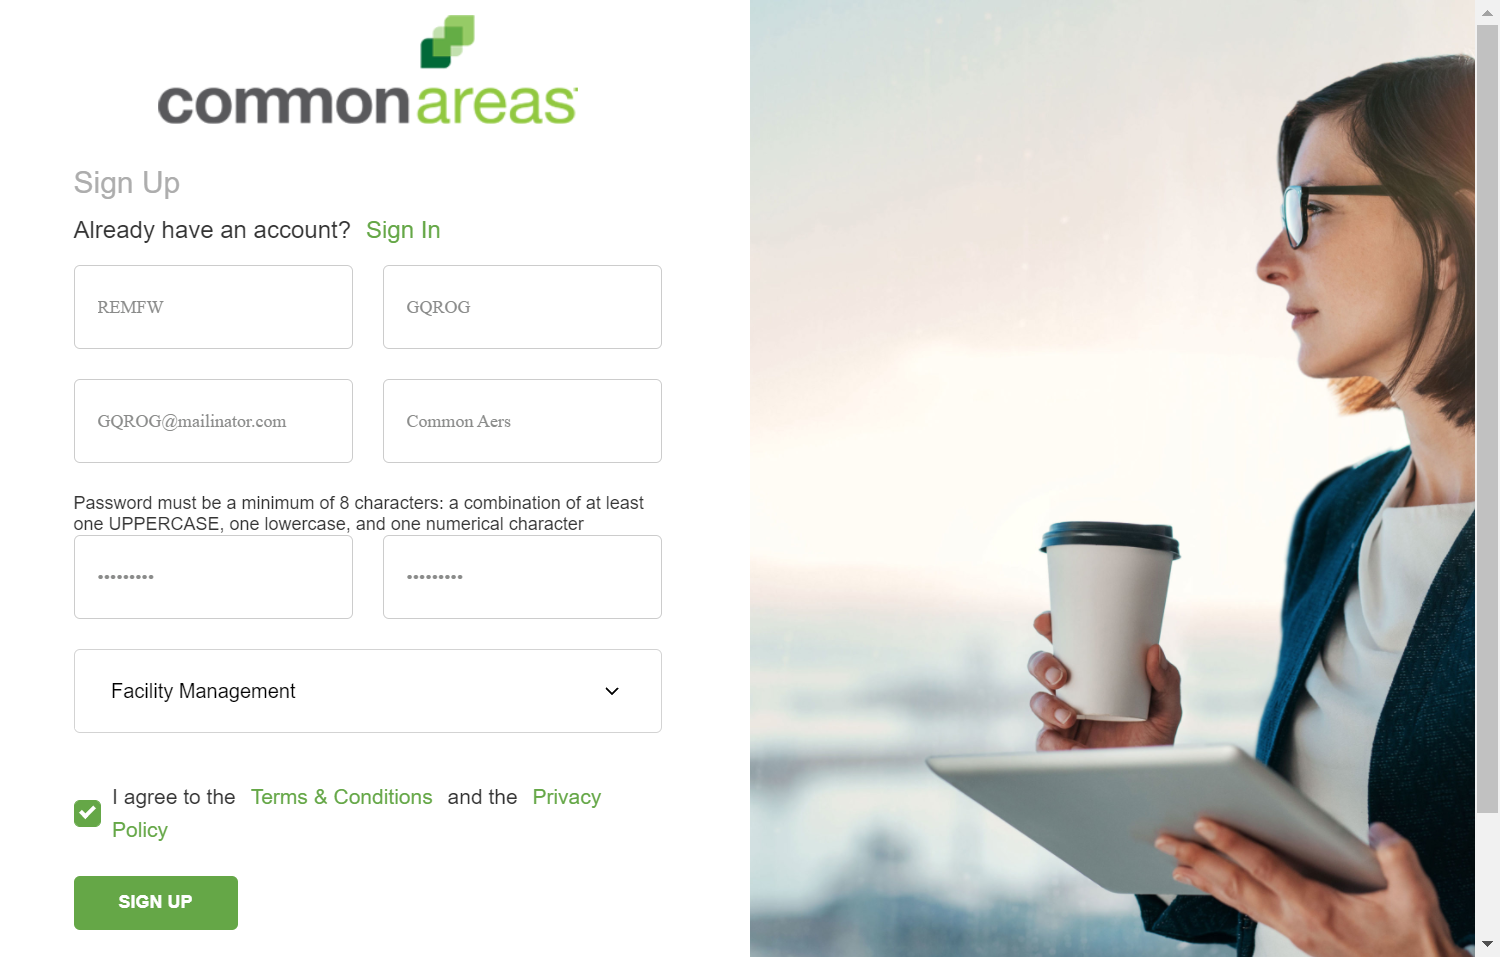 commonareas
Sign Up
Already have an account? Sign In
REMFW GQROG
GQROG@mailinator.com Common Aers
Password must be a minimum of 8 characters: a combination of at least
one UPPERCASE, one lowercase, and one numerical character
••••••••• •••••••••
Facility Management
I agree to the Terms & Conditions and the Privacy
Policy
SIGN UP